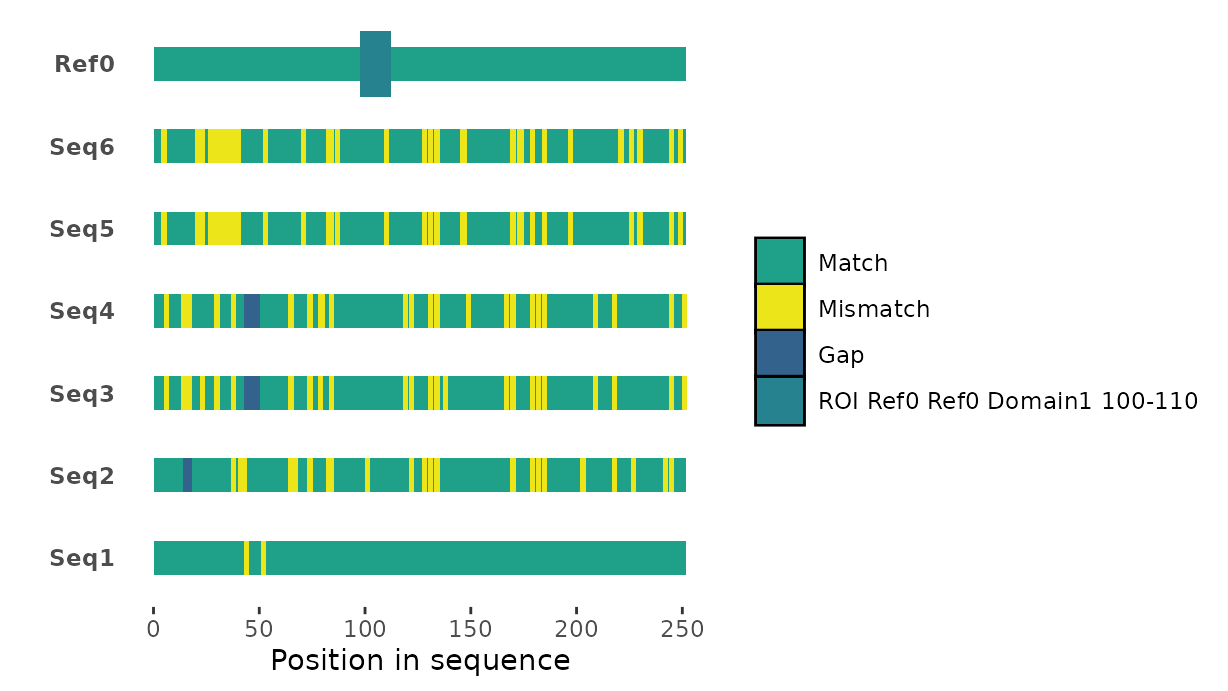 Ref0
Seq6
Seq5
Seq4
Seq3
Seq2
Seq1
0 50 100 150 200 250
Position in sequence
Match
Mismatch
Gap
ROI Ref0 Ref0 Domain1 100-110